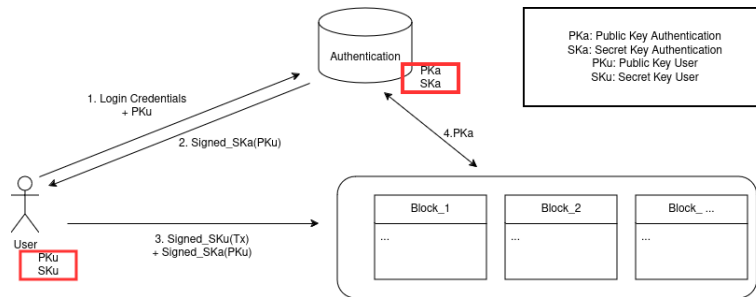 Authentication
PKa
SKa
PKa: Public Key Authentication
SKa: Secret Key Authentication
PKu: Public Key User
SKu: Secret Key User
1. Login Credentials
+ PKu
2. Signed_SKa(PKu)
4.PKa
User
PKu
SKu
3. Signed_SKu(Tx)
+ Signed_SKa(PKu)
Block_1
...
Block_2
...
Block_ ...
...